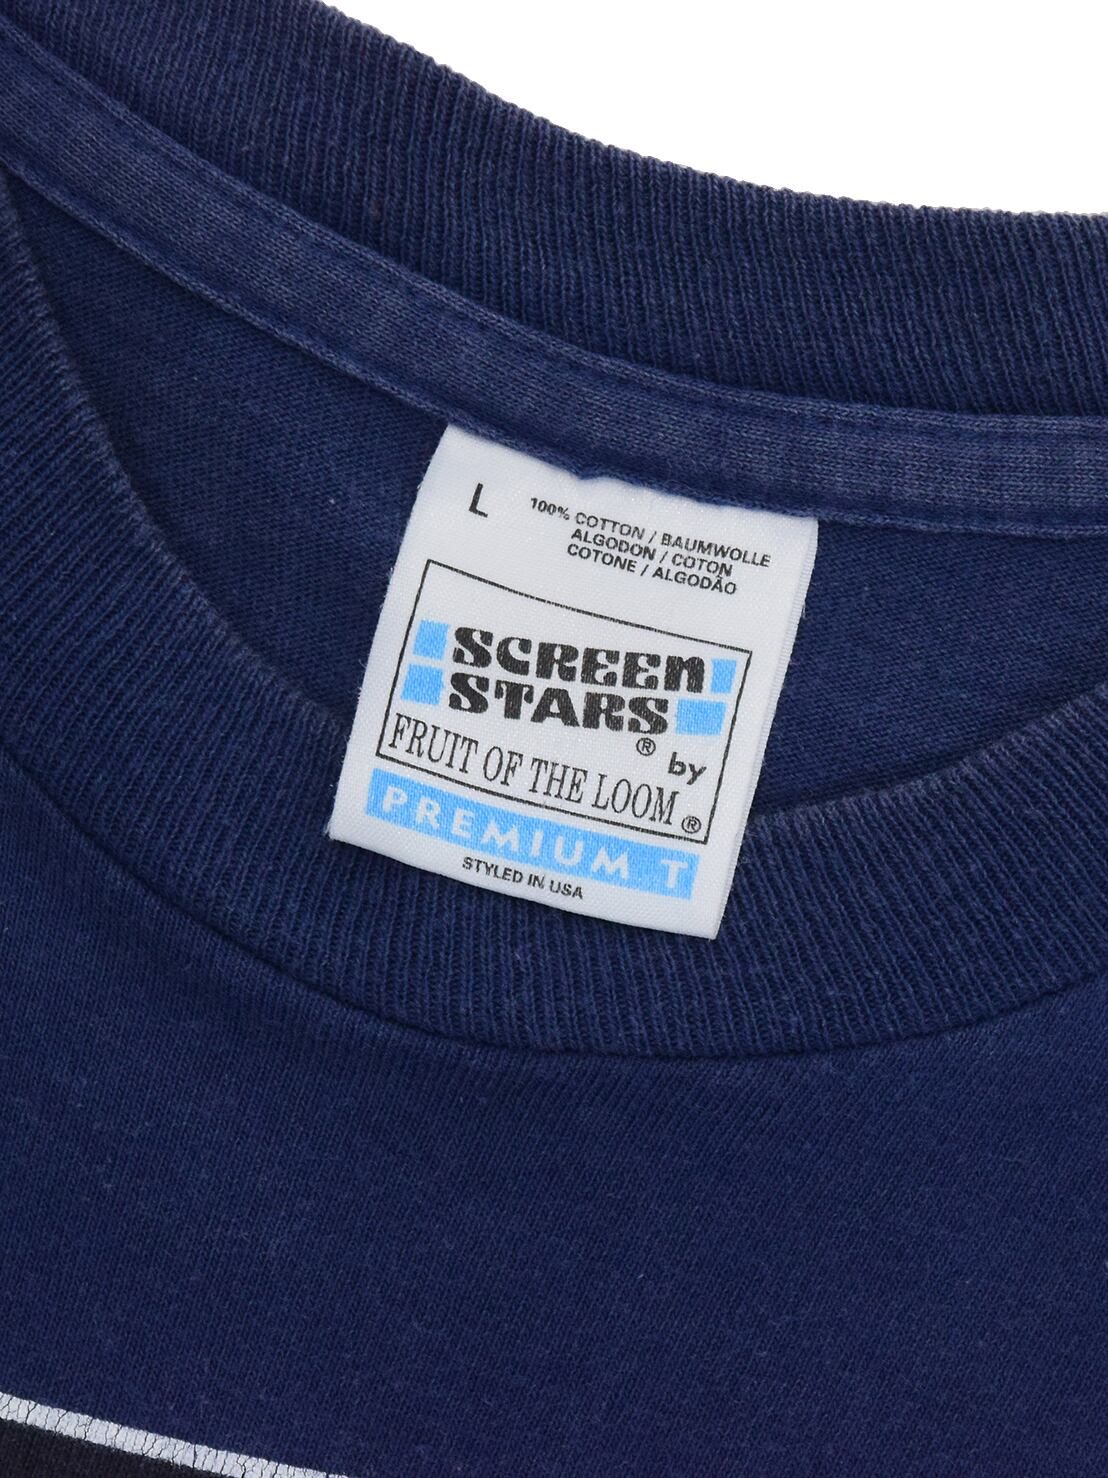 L
100% COTTON / BAUMWOLLE
ALGODON / COTON
COTONE / ALGODÃO
SCREEN
STARS®
by
FRUIT OF THE LOOM®
PREMIUM T
STYLED IN USA